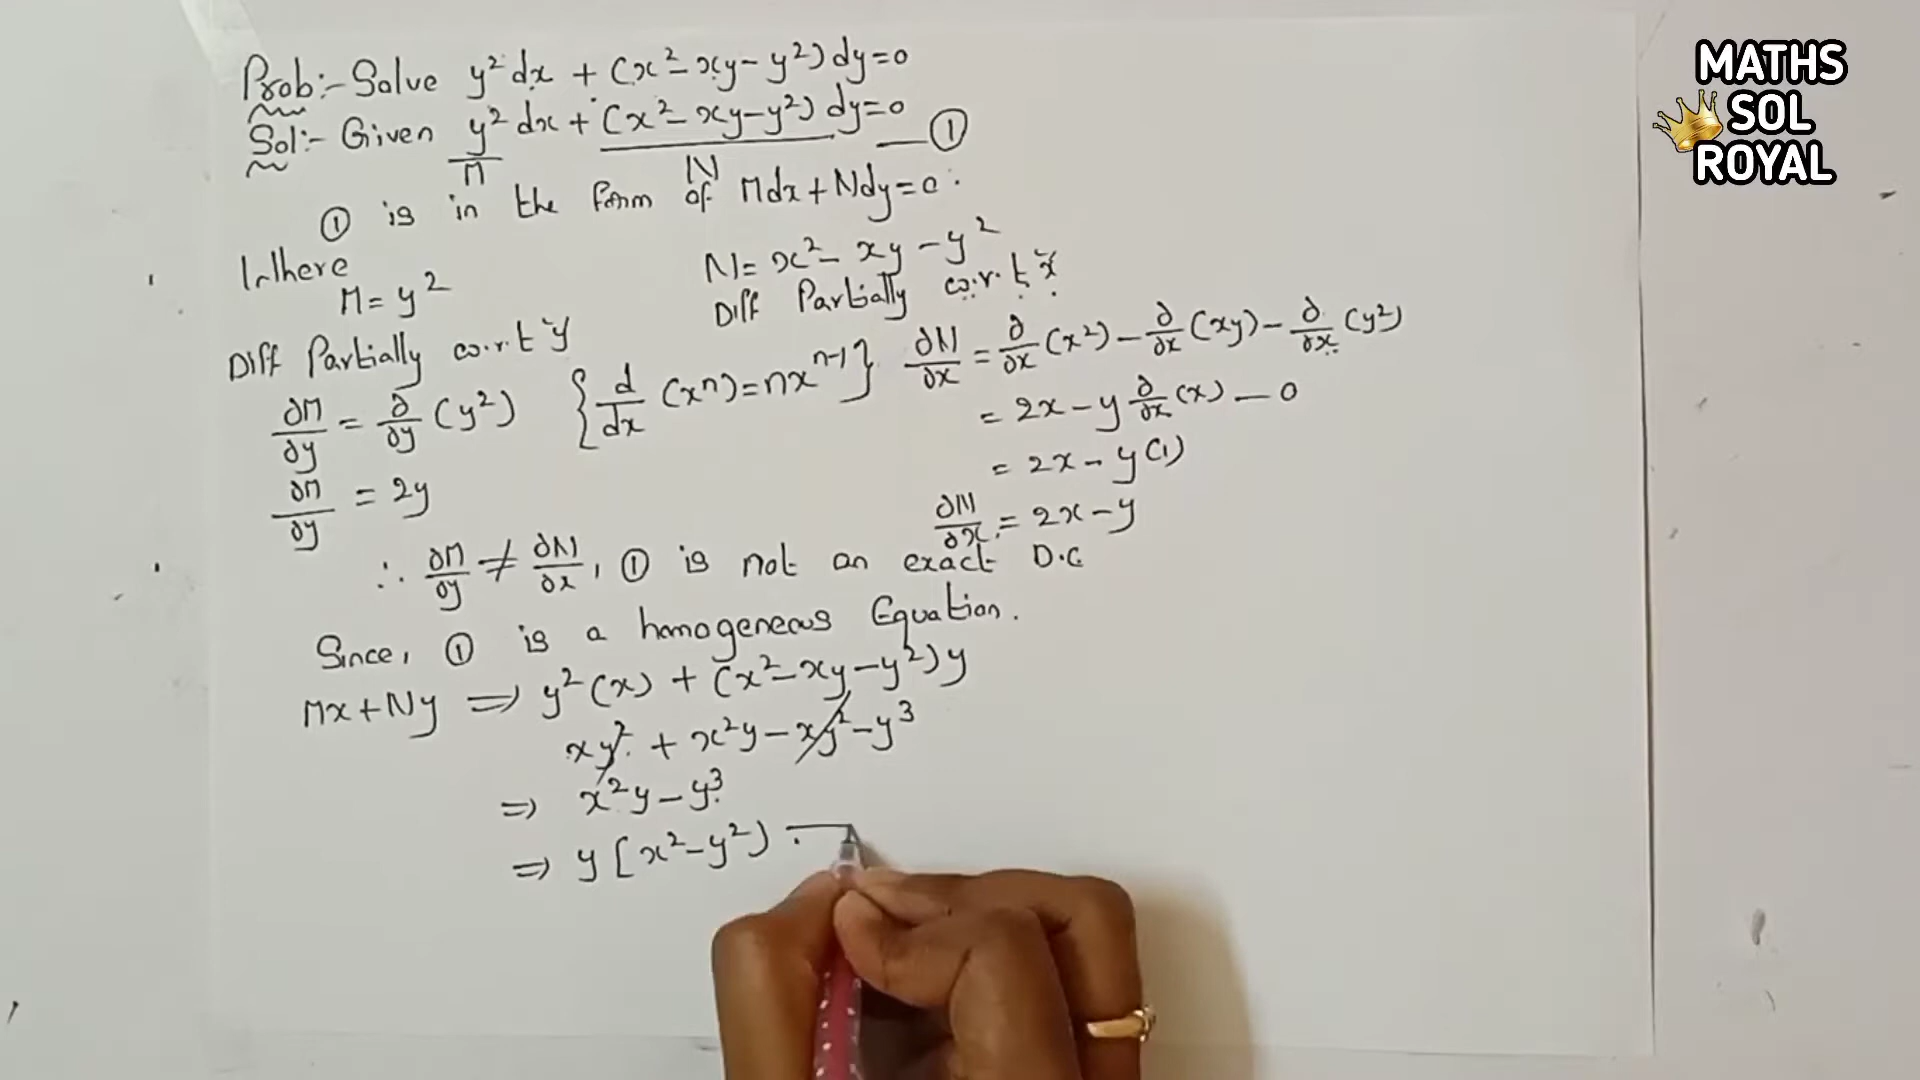 Prob:- Solve y² dx + (x² - xy - y²) dy = 0
Sol:- Given y² dx + (x² - xy - y²) dy = 0 — ①
M N
① is in the form of Mdx + Ndy = 0.
In there
M = y²
Diff Partially w.r.t 'y'
∂M/∂y = ∂/∂y (y²) {d/dx (xⁿ) = nxⁿ⁻¹}
∂M/∂y = 2y
N = x² - xy - y²
Diff Partially w.r.t 'x'
∂N/∂x = ∂/∂x (x²) - ∂/∂x (xy) - ∂/∂x (y²)
= 2x - y ∂/∂x (x) - 0
= 2x - y(1)
∂N/∂x = 2x - y
∴ ∂M/∂y ≠ ∂N/∂x, ① is not an exact D.E
Since, ① is a homogeneous Equation.
Mx + Ny ⇒ y²(x) + (x² - xy - y²)y
xy² + x²y - xy² - y³
⇒ x²y - y³
⇒ y[x² - y²)
MATHS
SOL
ROYAL